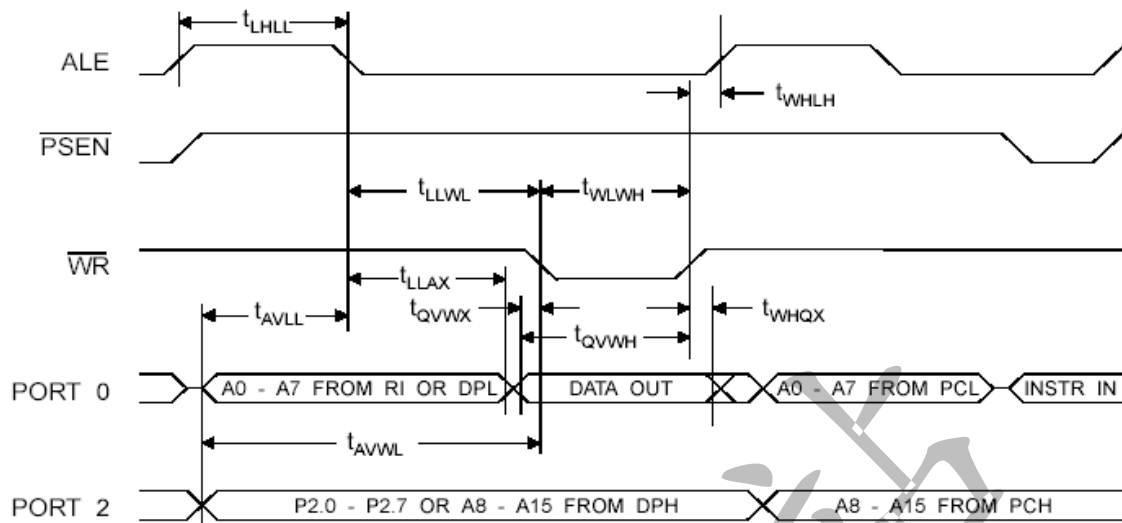 tLHLL
ALE
tWHLH
PSEN
tLLWL
tWLWH
WR
tLLAX
tAVLL
tQVWX
tWHQX
tQVWH
PORT 0
A0 - A7 FROM RI OR DPL
DATA OUT
A0 - A7 FROM PCL
INSTR IN
tAVWL
PORT 2
P2.0 - P2.7 OR A8 - A15 FROM DPH
A8 - A15 FROM PCH